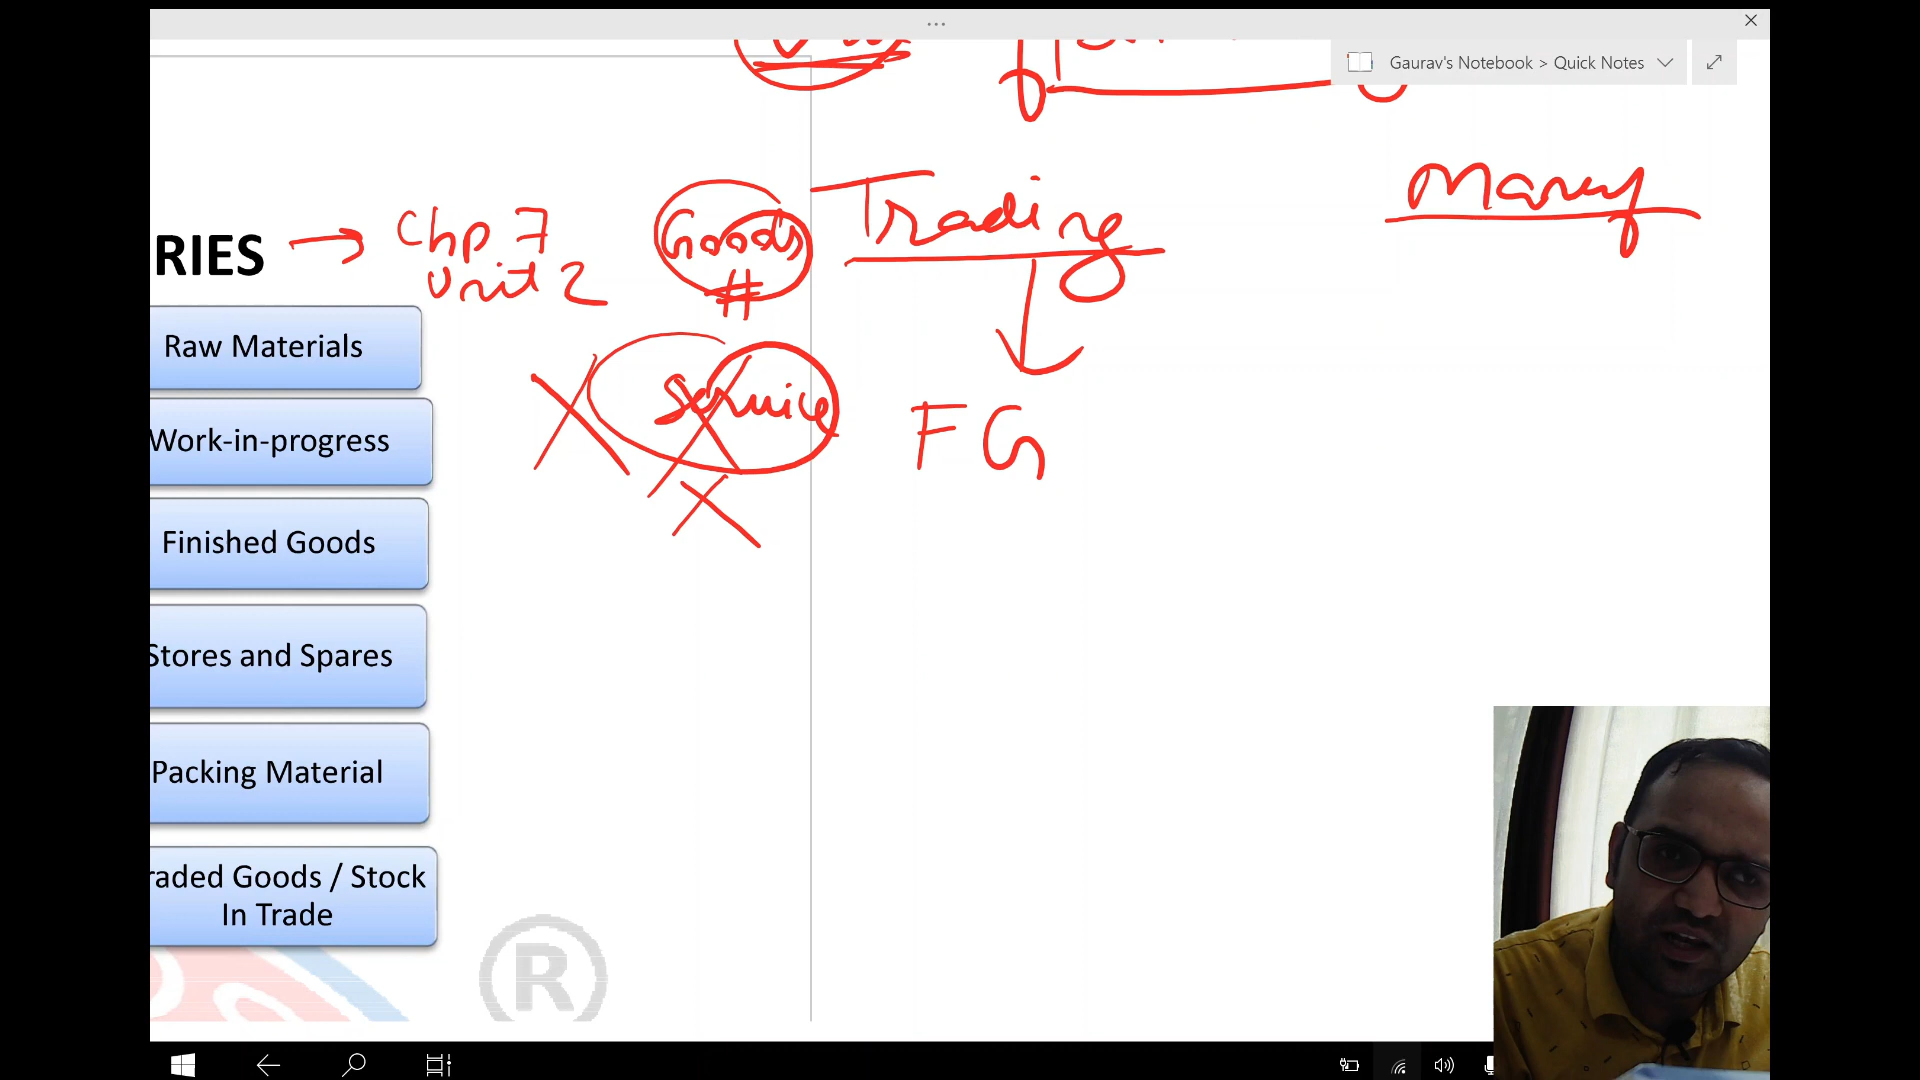 Gaurav's Notebook > Quick Notes
Manuf
Trading
Goods
#
RIES → Chp 7
Unit 2
Raw Materials
Service
FG
Work-in-progress
Finished Goods
Stores and Spares
Packing Material
raded Goods / Stock
In Trade
®